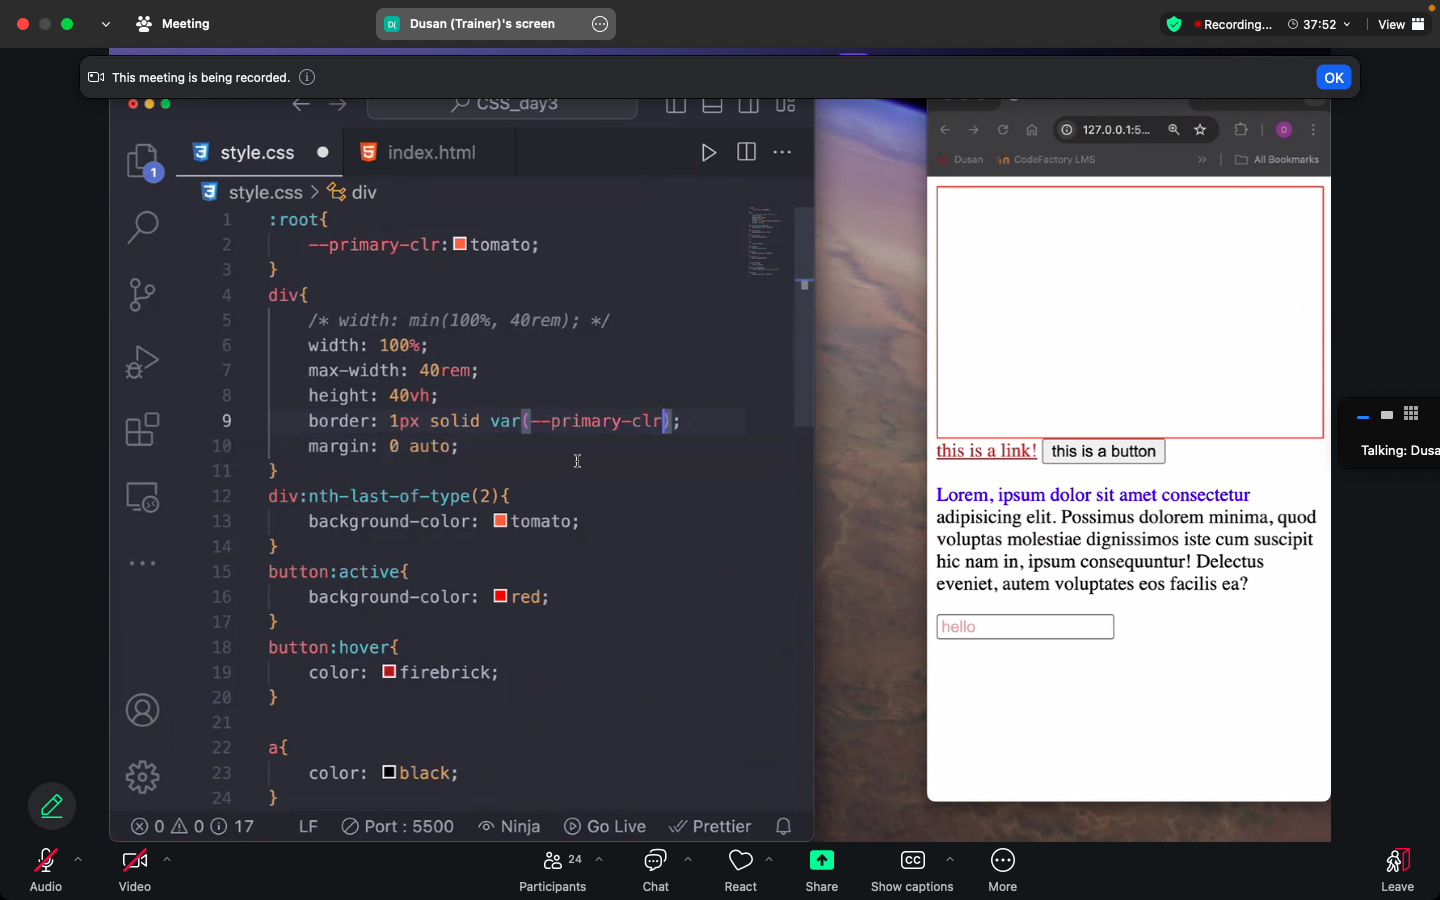 Meeting
D( Dusan (Trainer)'s screen
Recording... 37:52 View
This meeting is being recorded.
OK
CSS_day3
style.css
index.html
1
style.css > div
1 :root{
2 --primary-clr: tomato;
3 }
4 div{
5 /* width: min(100%, 40rem); */
6 width: 100%;
7 max-width: 40rem;
8 height: 40vh;
9 border: 1px solid var(--primary-clr);
10 margin: 0 auto;
11 }
12 div:nth-last-of-type(2){
13 background-color: tomato;
14 }
15 button:active{
16 background-color: red;
17 }
18 button:hover{
19 color: firebrick;
20 }
21
22 a{
23 color: black;
24 }
0 0 17 LF Port : 5500 Ninja Go Live Prettier
127.0.0.1:5...
D
Dusan CodeFactory LMS » All Bookmarks
this is a link! this is a button
Lorem, ipsum dolor sit amet consectetur
adipisicing elit. Possimus dolorem minima, quod
voluptas molestiae dignissimos iste cum suscipit
hic nam in, ipsum consequuntur! Delectus
eveniet, autem voluptates eos facilis ea?
hello
Talking: Dusa
Audio
Video
24
Participants
Chat
React
Share
CC
Show captions
More
Leave